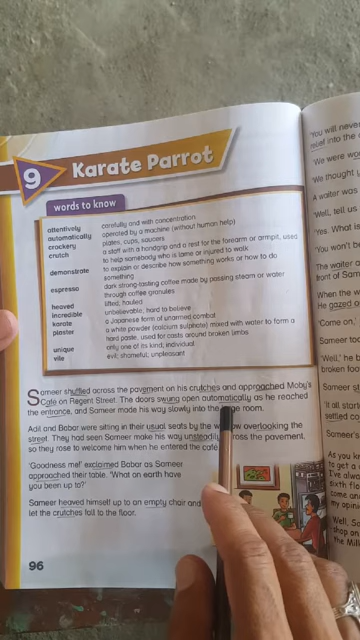 9 Karate Parrot
words to know
attentively carefully and with concentration
automatically operated by a machine (without human help)
crockery plates, cups, saucers
crutch a staff with a handgrip and a rest for the forearm or armpit, used
to help somebody who is lame or injured to walk
demonstrate to explain or describe how something works or how to do
something
espresso dark strong tasting coffee made by passing steam or water
through coffee granules
heaved lifted, hauled
incredible unbelievable, hard to believe
karate a Japanese form of unarmed combat
plaster a white powder (calcium sulphate) mixed with water to form a
hard paste, used for casts around broken limbs
unique only one of its kind; individual
vile evil; shameful; unpleasant
Sameer shuffled across the pavement on his crutches and approached Moby's
Cafe on Regent Street. The doors swung open automatically as he reached
the entrance, and Sameer made his way slowly into the room.
Adil and Babar were sitting in their usual seats by the overlooking the
street. They had seen Sameer make his way unsteadily across the pavement,
so they rose to welcome him when he entered the café
'Goodness me!' exclaimed Babar as Sameer
approached their table. 'What on earth have
you been up to?'
Sameer heaved himself up to an empty chair and
let the crutches fall to the floor.
96
'You will neve
relief into the
'We were wo
We thought y
A waiter was
'Well, tell us
'Yes. What is
'You won't be
The waiter
front of Sam
When the w
He gazed
'Come on,'
Sameer too
'Well,' he b
broken
Sameer st
'It all start
settled
Sameer's
As you k
to get a
I've alwa
sixth flo
come an
my opini
Well, So
shop an
the Mill